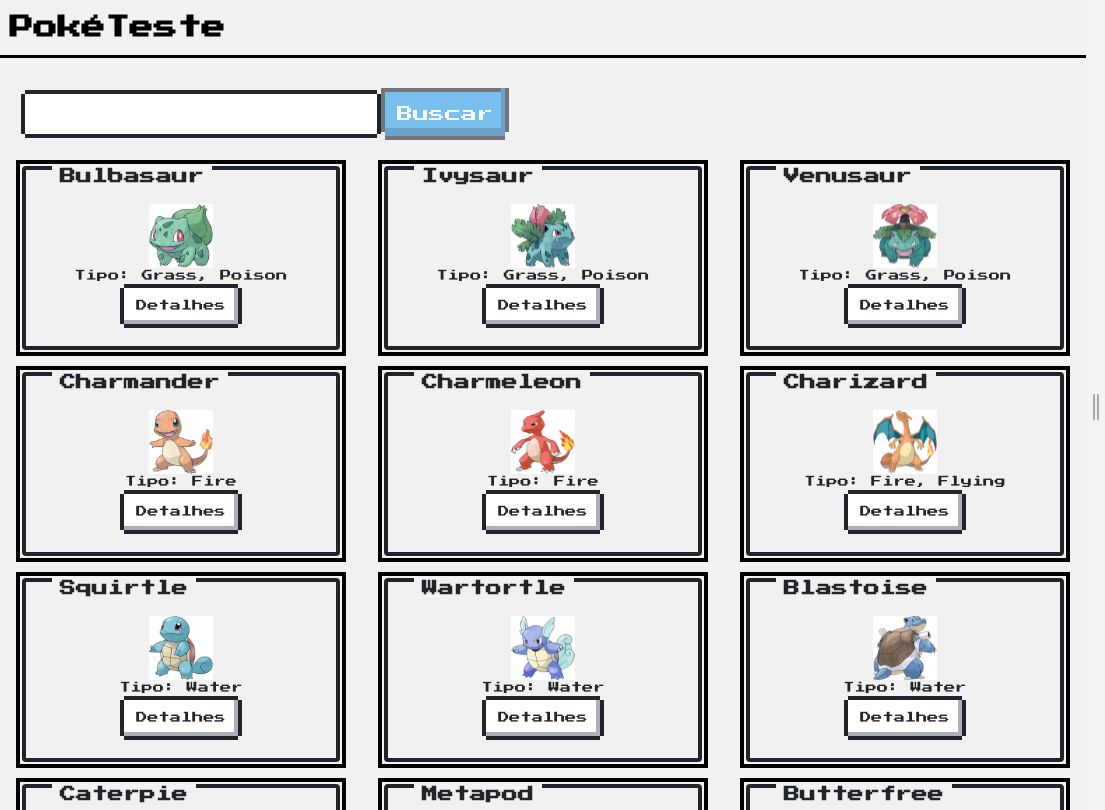 PokéTeste
Buscar
Bulbasaur
Ivysaur
Venusaur
Tipo: Grass, Poison
Tipo: Grass, Poison
Tipo: Grass, Poison
Detalhes
Detalhes
Detalhes
Charmander
Charmeleon
Charizard
Tipo: Fire
Tipo: Fire
Tipo: Fire, Flying
Detalhes
Detalhes
Detalhes
Squirtle
Wartortle
Blastoise
Tipo: Water
Tipo: Water
Tipo: Water
Detalhes
Detalhes
Detalhes
Caterpie
Metapod
Butterfree